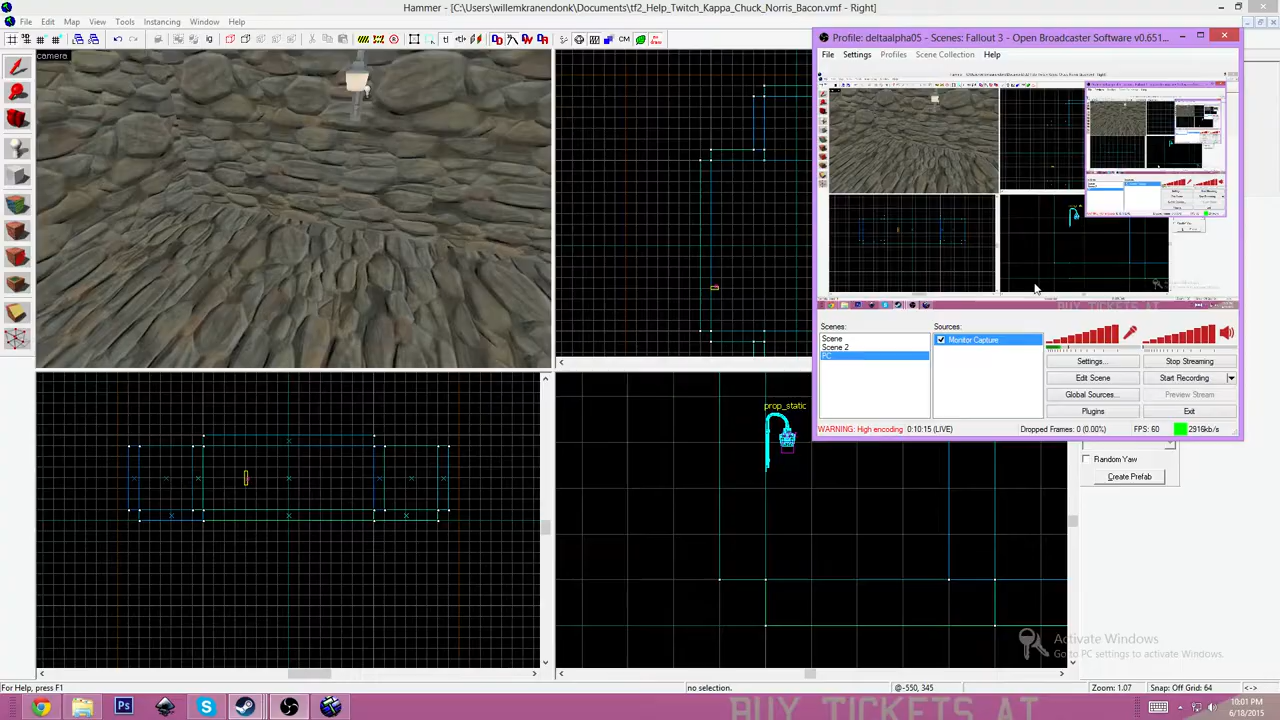 Hammer - [C:\Users\willemkranendonk\Documents\tf2_Help_Twitch_Kappa_Chuck_Norris_Bacon.vmf - Right]
File Edit Map View Tools Instancing Window Help
camera
CM
Profile: deltaalpha05 - Scenes: Fallout 3 - Open Broadcaster Software v0.651...
File Settings Profiles Scene Collection Help
BUY TICKETS AT
Scenes:
Scene
Scene 2
PC
Sources:
Monitor Capture
Settings...
Stop Streaming
Edit Scene
Start Recording
Global Sources...
Preview Stream
Plugins
Exit
WARNING: High encoding 0:10:15 (LIVE)
Dropped Frames: 0 (0.00%)
FPS: 60
2916kb/s
prop_static
Random Yaw
Create Prefab
Activate Windows
Go to PC settings to activate Windows.
For Help, press F1
no selection.
@-550, 345
Zoom: 1.07
Snap: Off Grid: 64
<->
BUY TICKETS AT
10:01 PM
6/18/2015